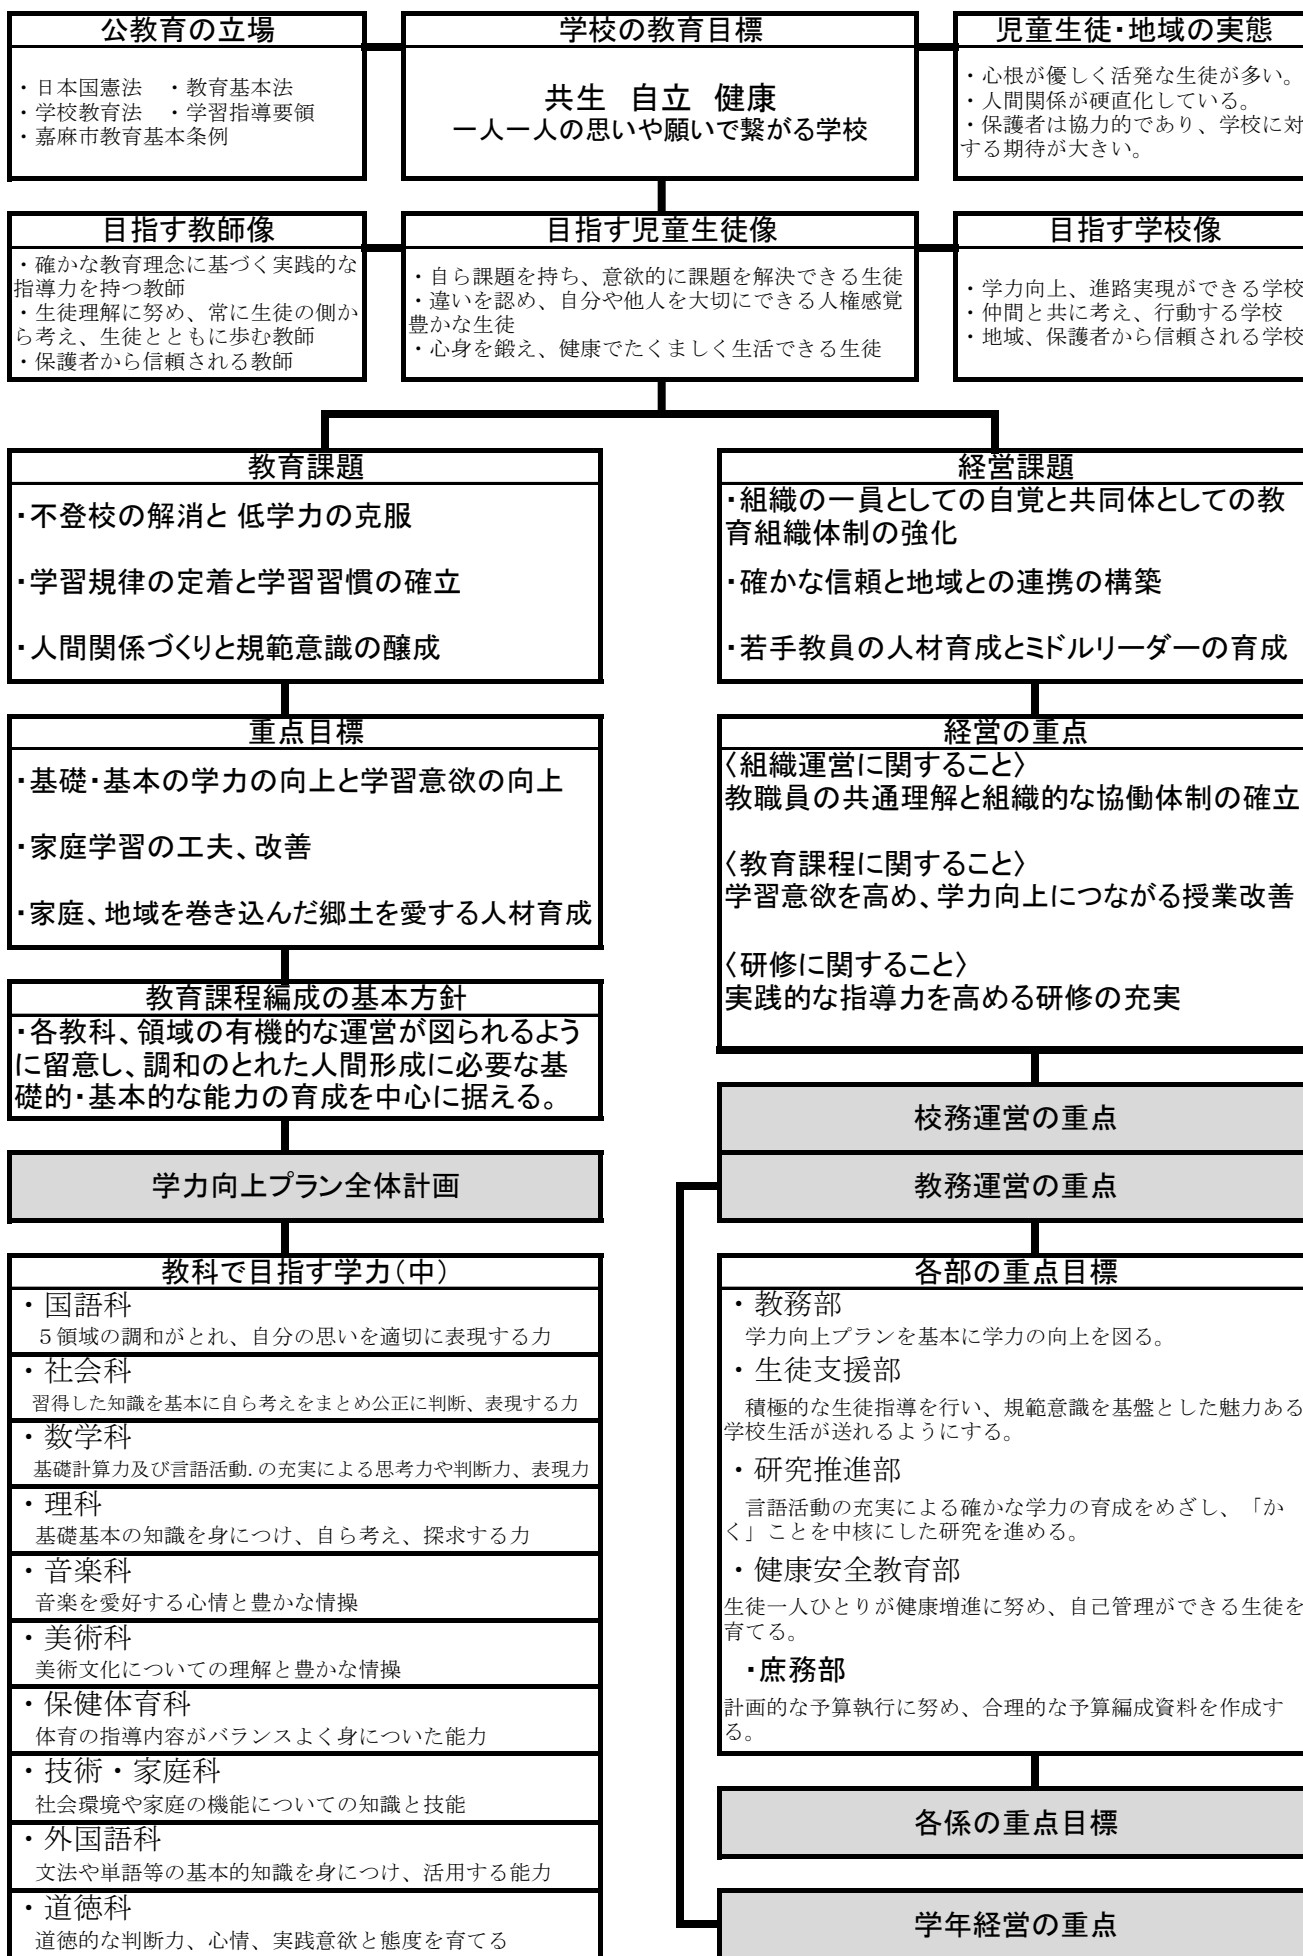 公教育の立場
・日本国憲法　・教育基本法
・学校教育法　・学習指導要領
・嘉麻市教育基本条例
学校の教育目標
共生　自立　健康
一人一人の思いや願いで繋がる学校
児童生徒・地域の実態
・心根が優しく活発な生徒が多い。
・人間関係が硬直化している。
・保護者は協力的であり、学校に対
する期待が大きい。
目指す教師像
・確かな教育理念に基づく実践的な
指導力を持つ教師
・生徒理解に努め、常に生徒の側か
ら考え、生徒とともに歩む教師
・保護者から信頼される教師
目指す児童生徒像
・自ら課題を持ち、意欲的に課題を解決できる生徒
・違いを認め、自分や他人を大切にできる人権感覚
豊かな生徒
・心身を鍛え、健康でたくましく生活できる生徒
目指す学校像
・学力向上、進路実現ができる学校
・仲間と共に考え、行動する学校
・地域、保護者から信頼される学校
教育課題
・不登校の解消と 低学力の克服
・学習規律の定着と学習習慣の確立
・人間関係づくりと規範意識の醸成
重点目標
・基礎・基本の学力の向上と学習意欲の向上
・家庭学習の工夫、改善
・家庭、地域を巻き込んだ郷土を愛する人材育成
教育課程編成の基本方針
・各教科、領域の有機的な運営が図られるよう
に留意し、調和のとれた人間形成に必要な基
礎的・基本的な能力の育成を中心に据える。
学力向上プラン全体計画
教科で目指す学力（中）
・国語科
５領域の調和がとれ、自分の思いを適切に表現する力
・社会科
習得した知識を基本に自ら考えをまとめ公正に判断、表現する力
・数学科
基礎計算力及び言語活動.の充実による思考力や判断力、表現力
・理科
基礎基本の知識を身につけ、自ら考え、探求する力
・音楽科
音楽を愛好する心情と豊かな情操
・美術科
美術文化についての理解と豊かな情操
・保健体育科
体育の指導内容がバランスよく身についた能力
・技術・家庭科
社会環境や家庭の機能についての知識と技能
・外国語科
文法や単語等の基本的知識を身につけ、活用する能力
・道徳科
道徳的な判断力、心情、実践意欲と態度を育てる
経営課題
・組織の一員としての自覚と共同体としての教
育組織体制の強化
・確かな信頼と地域との連携の構築
・若手教員の人材育成とミドルリーダーの育成
経営の重点
〈組織運営に関すること〉
教職員の共通理解と組織的な協働体制の確立
〈教育課程に関すること〉
学習意欲を高め、学力向上につながる授業改善
〈研修に関すること〉
実践的な指導力を高める研修の充実
校務運営の重点
教務運営の重点
各部の重点目標
・教務部
学力向上プランを基本に学力の向上を図る。
・生徒支援部
積極的な生徒指導を行い、規範意識を基盤とした魅力ある
学校生活が送れるようにする。
・研究推進部
言語活動の充実による確かな学力の育成をめざし、「か
く」ことを中核にした研究を進める。
・健康安全教育部
生徒一人ひとりが健康増進に努め、自己管理ができる生徒を
育てる。
・庶務部
計画的な予算執行に努め、合理的な予算編成資料を作成す
る。
各係の重点目標
学年経営の重点